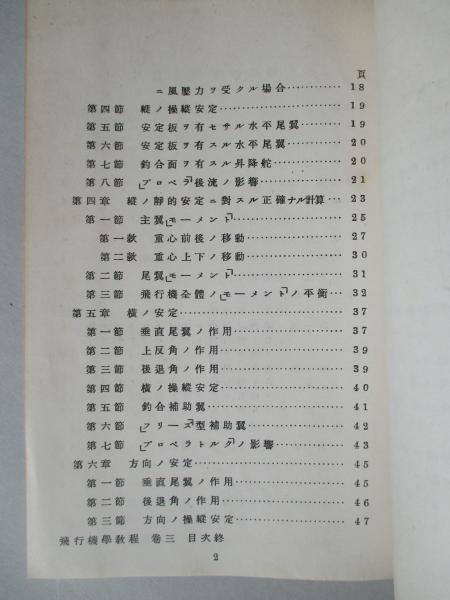 頁
ニ風壓力ヲ受クル場合…………18
第四節 縱ノ操縱安定…………………19
第五節 安定板ヲ有セサル水平尾翼………19
第六節 安定板ヲ有スル水平尾翼…………20
第七節 釣合面ヲ有スル昇降舵……………20
第八節 「プロペラ」後流ノ影響……………21
第四章 縱ノ靜的安定ニ對スル正確ナル計算…23
第一節 主翼「モーメント」…………………25
第一款 重心前後ノ移動…………………27
第二款 重心上下ノ移動…………………30
第二節 尾翼「モーメント」…………………31
第三節 飛行機全體ノ「モーメント」ノ平衡…32
第五章 橫ノ安定……………………………37
第一節 垂直尾翼ノ作用……………………37
第二節 上反角ノ作用………………………39
第三節 後退角ノ作用………………………39
第四節 橫ノ操縱安定………………………40
第五節 釣合補助翼…………………………41
第六節 「フリーズ」型補助翼………………42
第七節 「プロペラトルク」ノ影響…………43
第六章 方向ノ安定…………………………45
第一節 垂直尾翼ノ作用……………………45
第二節 後退角ノ作用………………………46
第三節 方向ノ操縱安定……………………47
飛行機學敎程 卷三 目次終
2